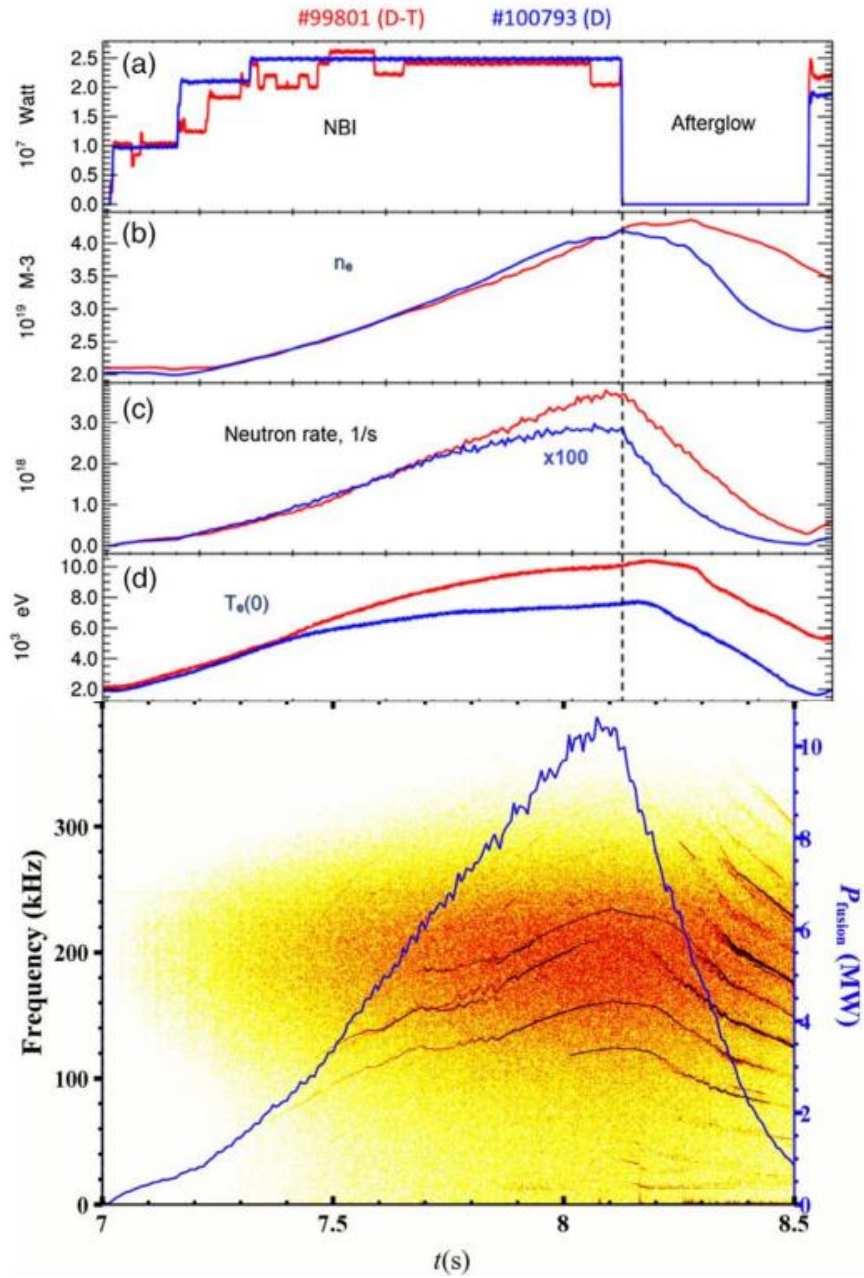 #99801 (D-T) #100793 (D)
(a)
2.5
2.0
1.5
1.0
0.5
0.0
10⁷ Watt
NBI
Afterglow
(b)
4.0
3.5
3.0
2.5
2.0
10¹⁹ M-3
nₑ
(c)
3.0
2.0
1.0
0.0
10¹⁸
Neutron rate, 1/s
x100
(d)
10.0
8.0
6.0
4.0
2.0
10³ eV
Tₑ(0)
300
200
100
0
Frequency (kHz)
10
8
6
4
2
0
P_fusion (MW)
7 7.5 8 8.5
t(s)